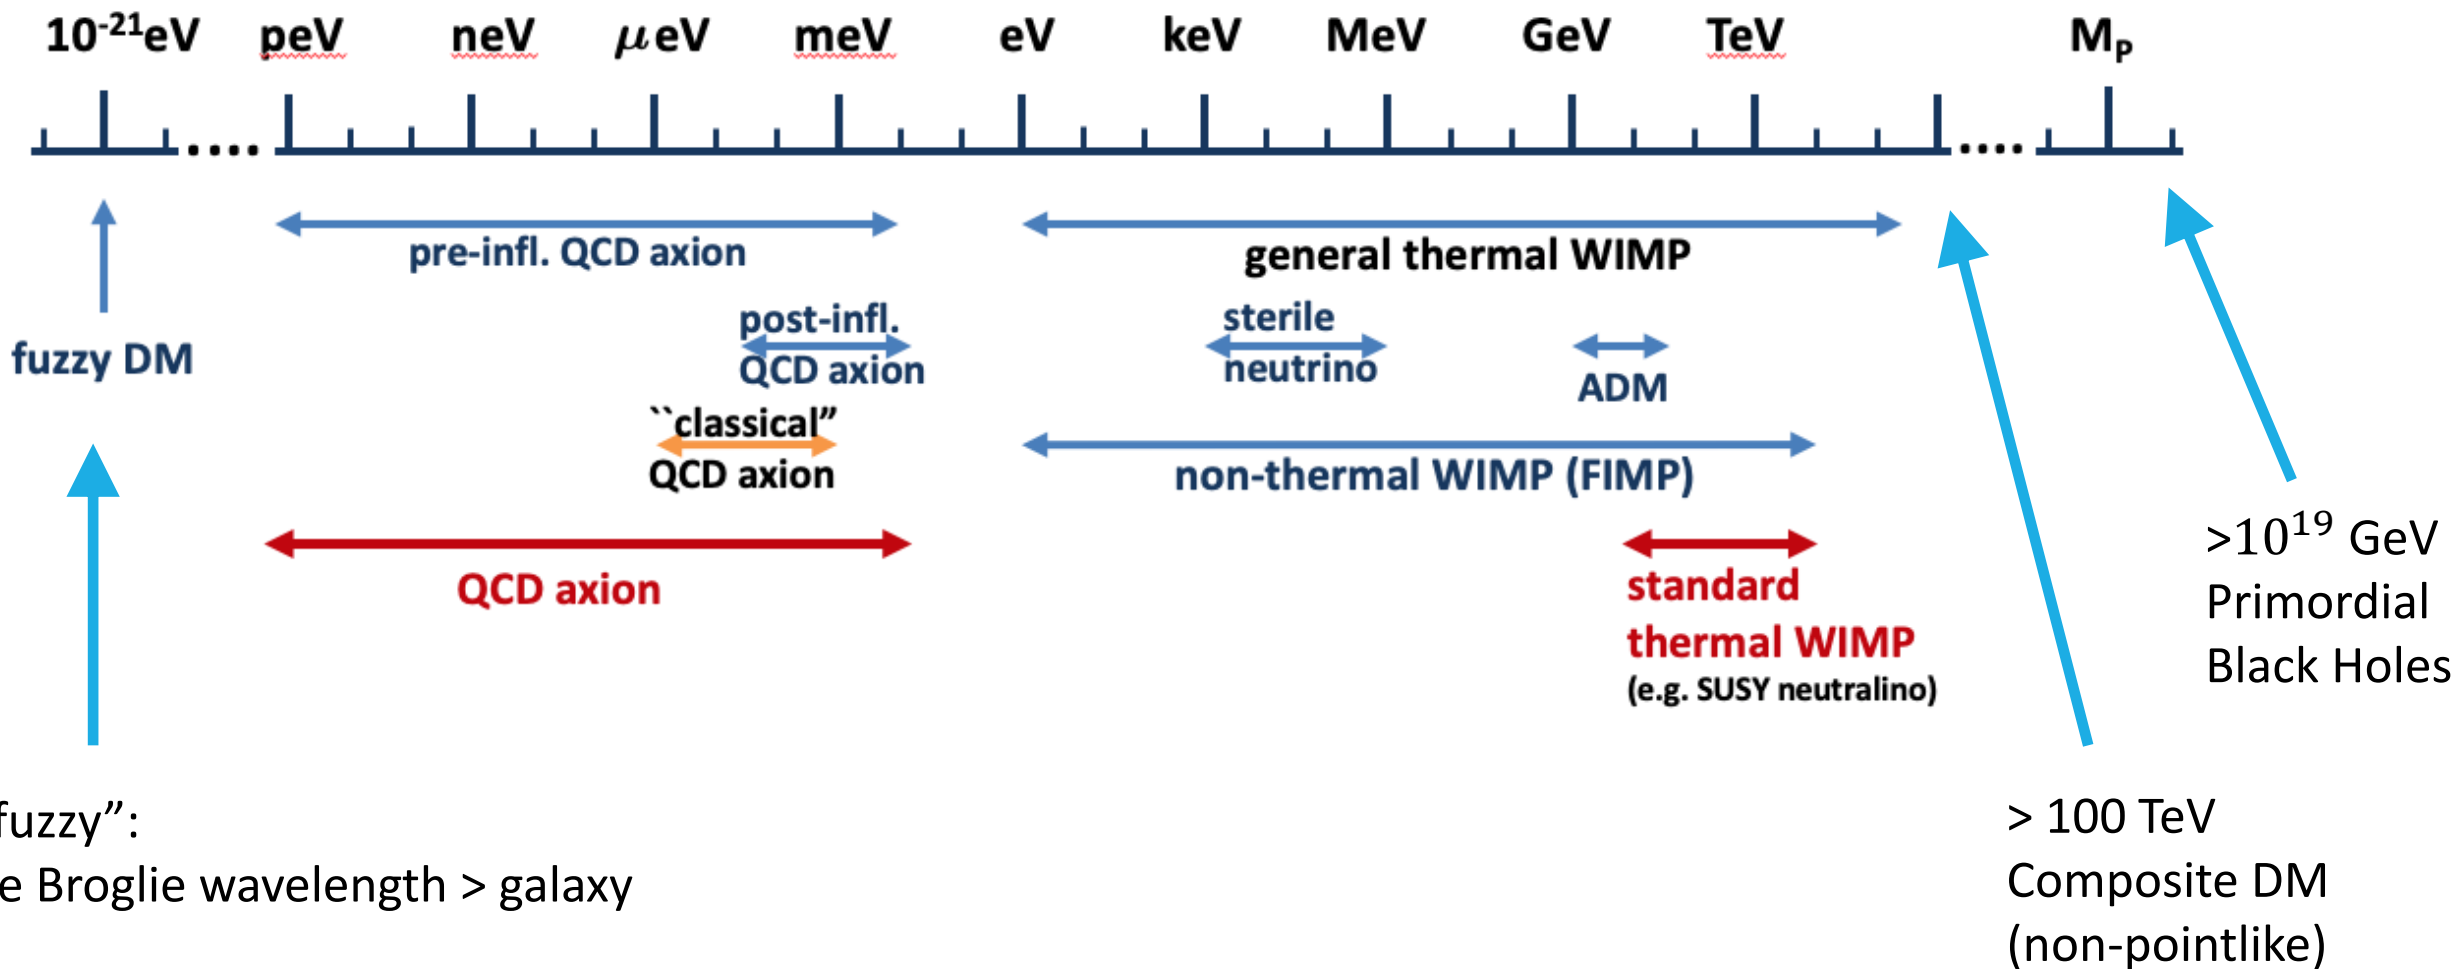 10⁻²¹eV peV neV μeV meV eV keV MeV GeV TeV M_P
.... ....
pre-infl. QCD axion
general thermal WIMP
fuzzy DM
post-infl.
QCD axion
sterile
neutrino
ADM
``classical”
QCD axion
non-thermal WIMP (FIMP)
QCD axion
standard
thermal WIMP
(e.g. SUSY neutralino)
>10¹⁹ GeV
Primordial
Black Holes
fuzzy”:
e Broglie wavelength > galaxy
> 100 TeV
Composite DM
(non-pointlike)